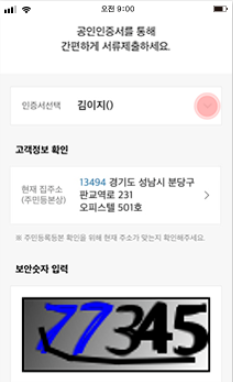 오전 9:00
공인인증서를 통해
간편하게 서류제출하세요.
인증서선택 김이지()
고객정보 확인
현재 집주소
(주민등본상)
13494 경기도 성남시 분당구
판교역로 231
오피스텔 501호
※ 주민등록등본 확인을 위해 현재 주소가 맞는지 확인해주세요.
보안숫자 입력
77345